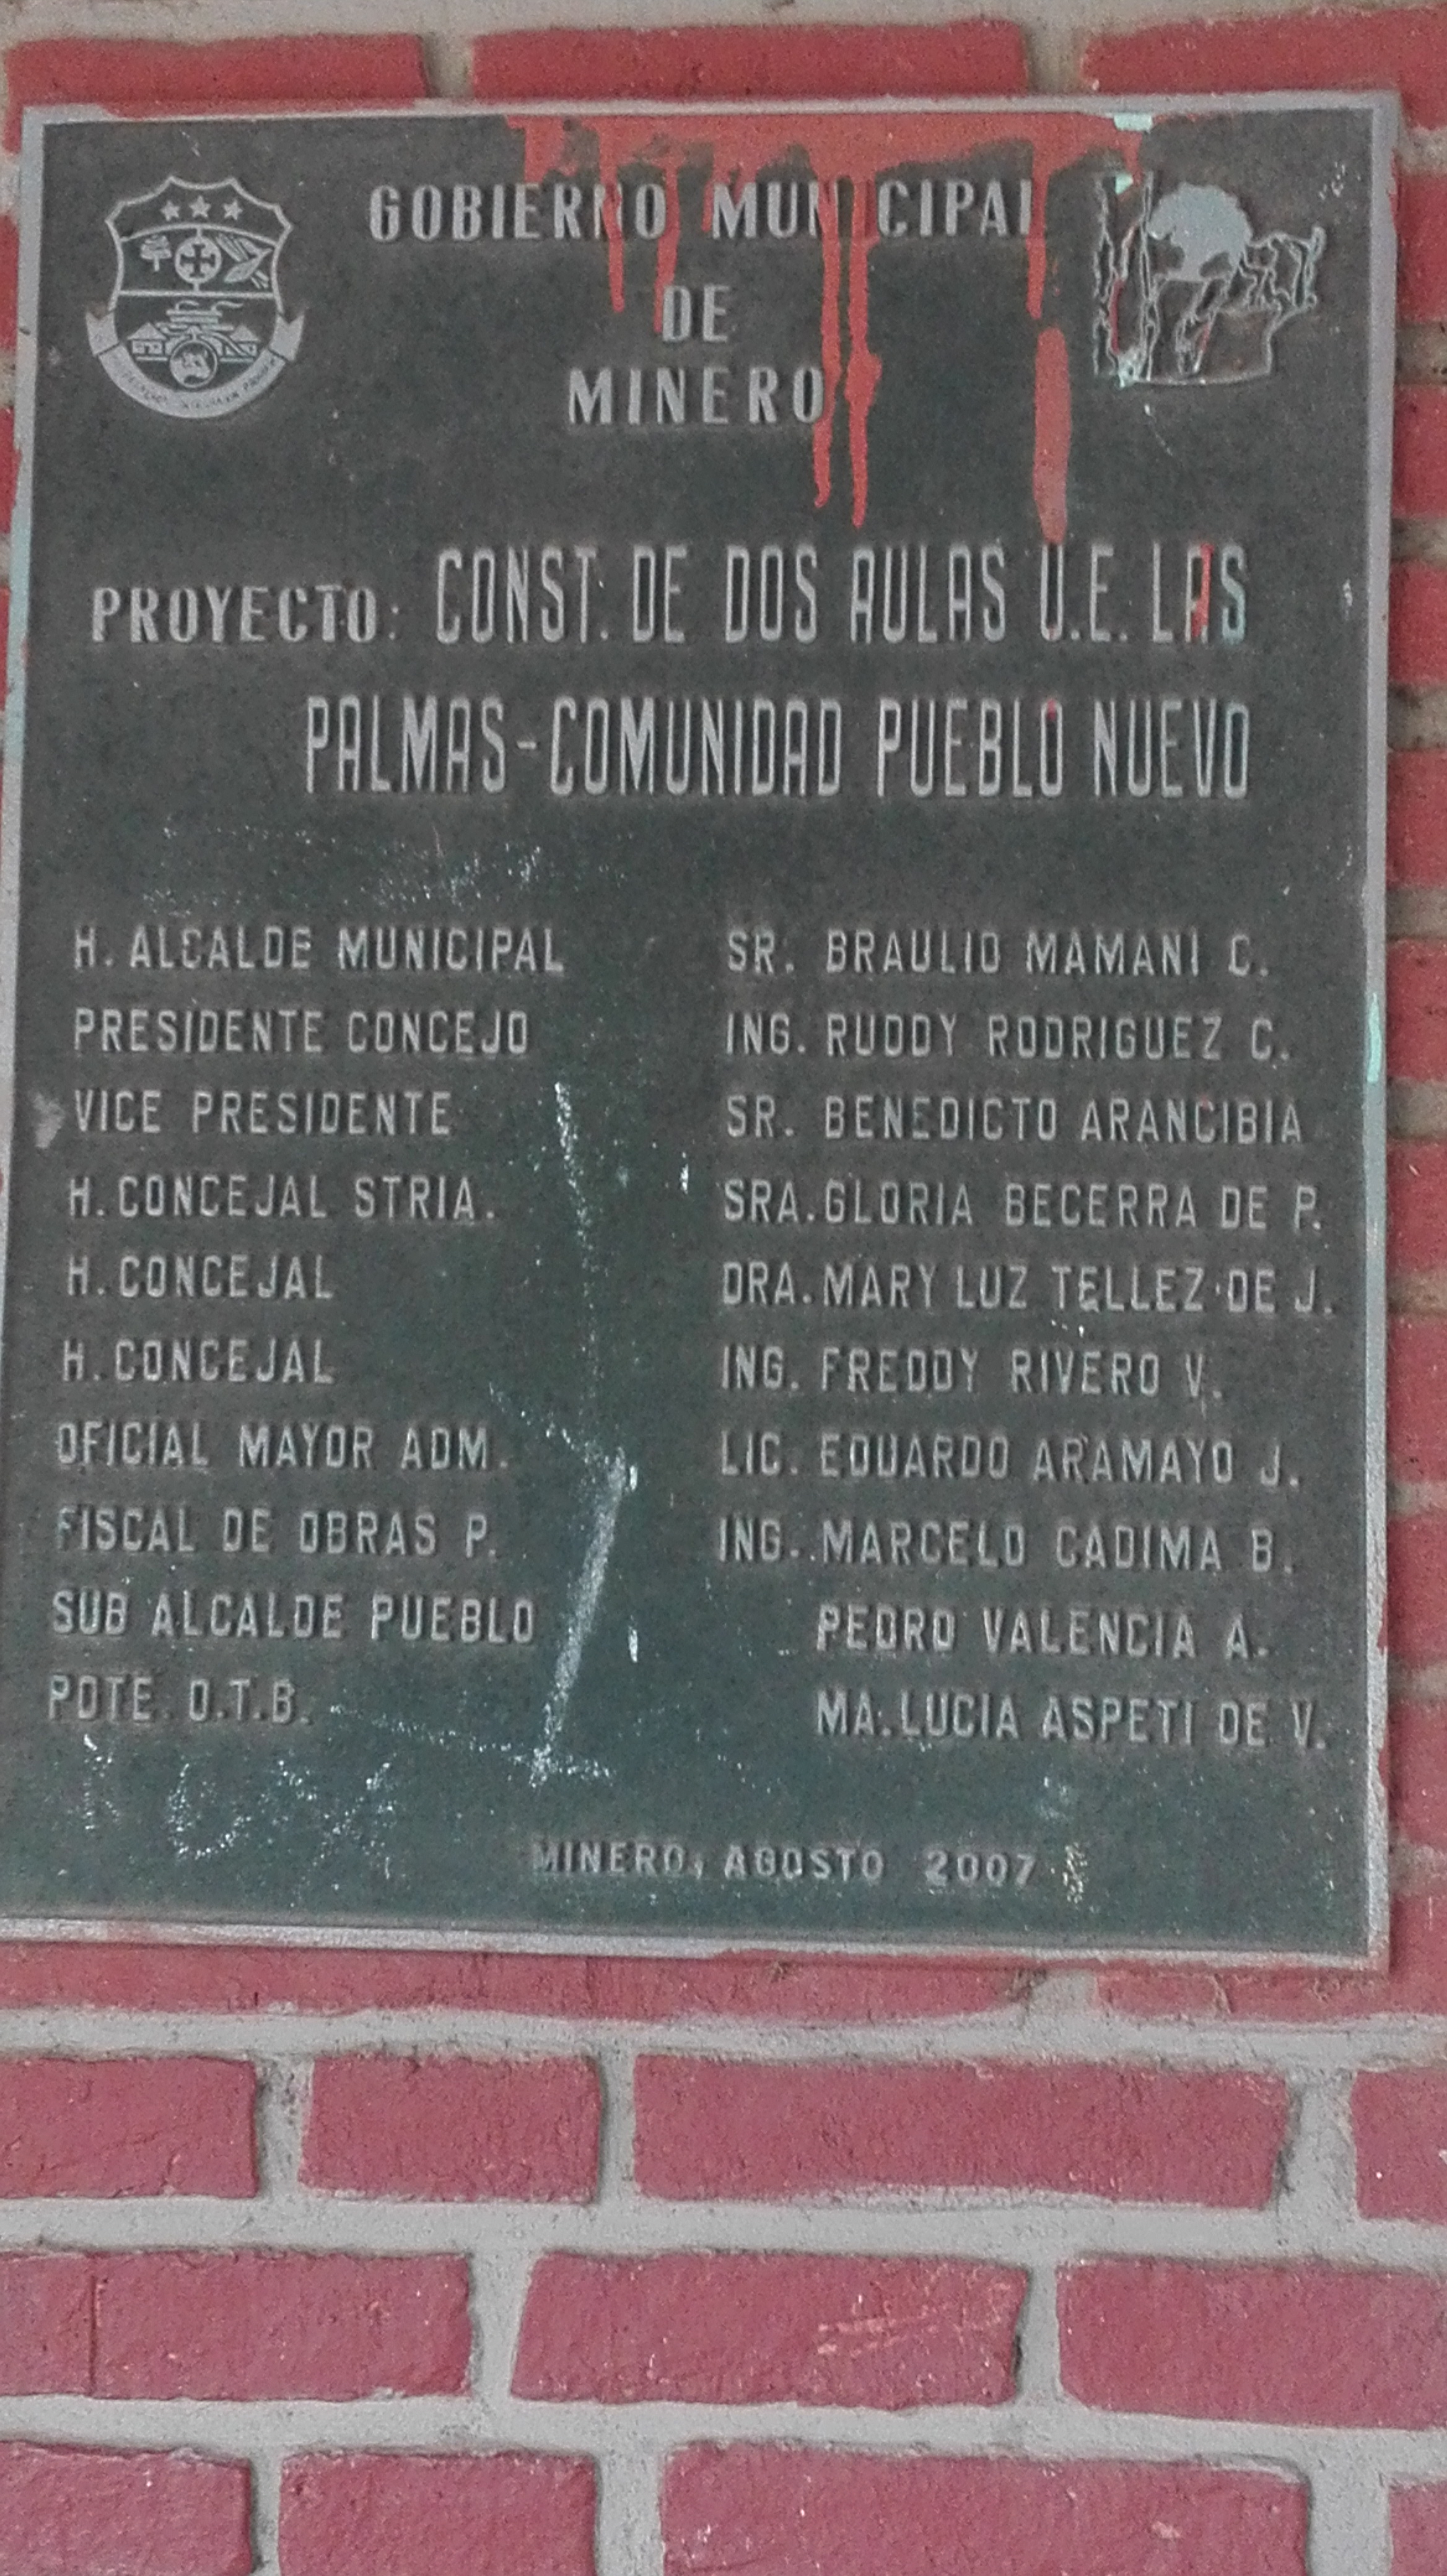 GOBIERNO MUNICIPAL
DE
MINERO
PROYECTO: CONST. DE DOS AULAS U.E. LAS
PALMAS-COMUNIDAD PUEBLO NUEVO
H. ALCALDE MUNICIPAL SR. BRAULIO MAMANI C.
PRESIDENTE CONCEJO ING. RUDDY RODRIGUEZ C.
VICE PRESIDENTE SR. BENEDICTO ARANCIBIA
H. CONCEJAL STRIA. SRA. GLORIA BECERRA DE P.
H. CONCEJAL DRA. MARY LUZ TELLEZ DE J.
H. CONCEJAL ING. FREDDY RIVERO V.
OFICIAL MAYOR ADM. LIC. EDUARDO ARAMAYO J.
FISCAL DE OBRAS P. ING. MARCELO CADIMA B.
SUB ALCALDE PUEBLO PEDRO VALENCIA A.
PDTE. O.T.B. MA. LUCIA ASPETI DE V.
MINERO, AGOSTO 2007